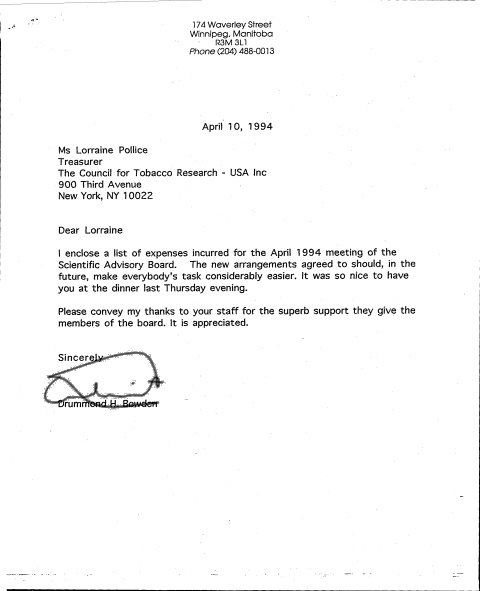 174 Waverley Street
Winnipeg, Manitoba
R3M 3L1
Phone (204) 488-0013
April 10, 1994
Ms Lorraine Pollice
Treasurer
The Council for Tobacco Research - USA Inc
900 Third Avenue
New York, NY 10022
Dear Lorraine
I enclose a list of expenses incurred for the April 1994 meeting of the
Scientific Advisory Board. The new arrangements agreed to should, in the
future, make everybody's task considerably easier. It was so nice to have
you at the dinner last Thursday evening.
Please convey my thanks to your staff for the superb support they give the
members of the board. It is appreciated.
Sincerely
Drummond H. Bowden